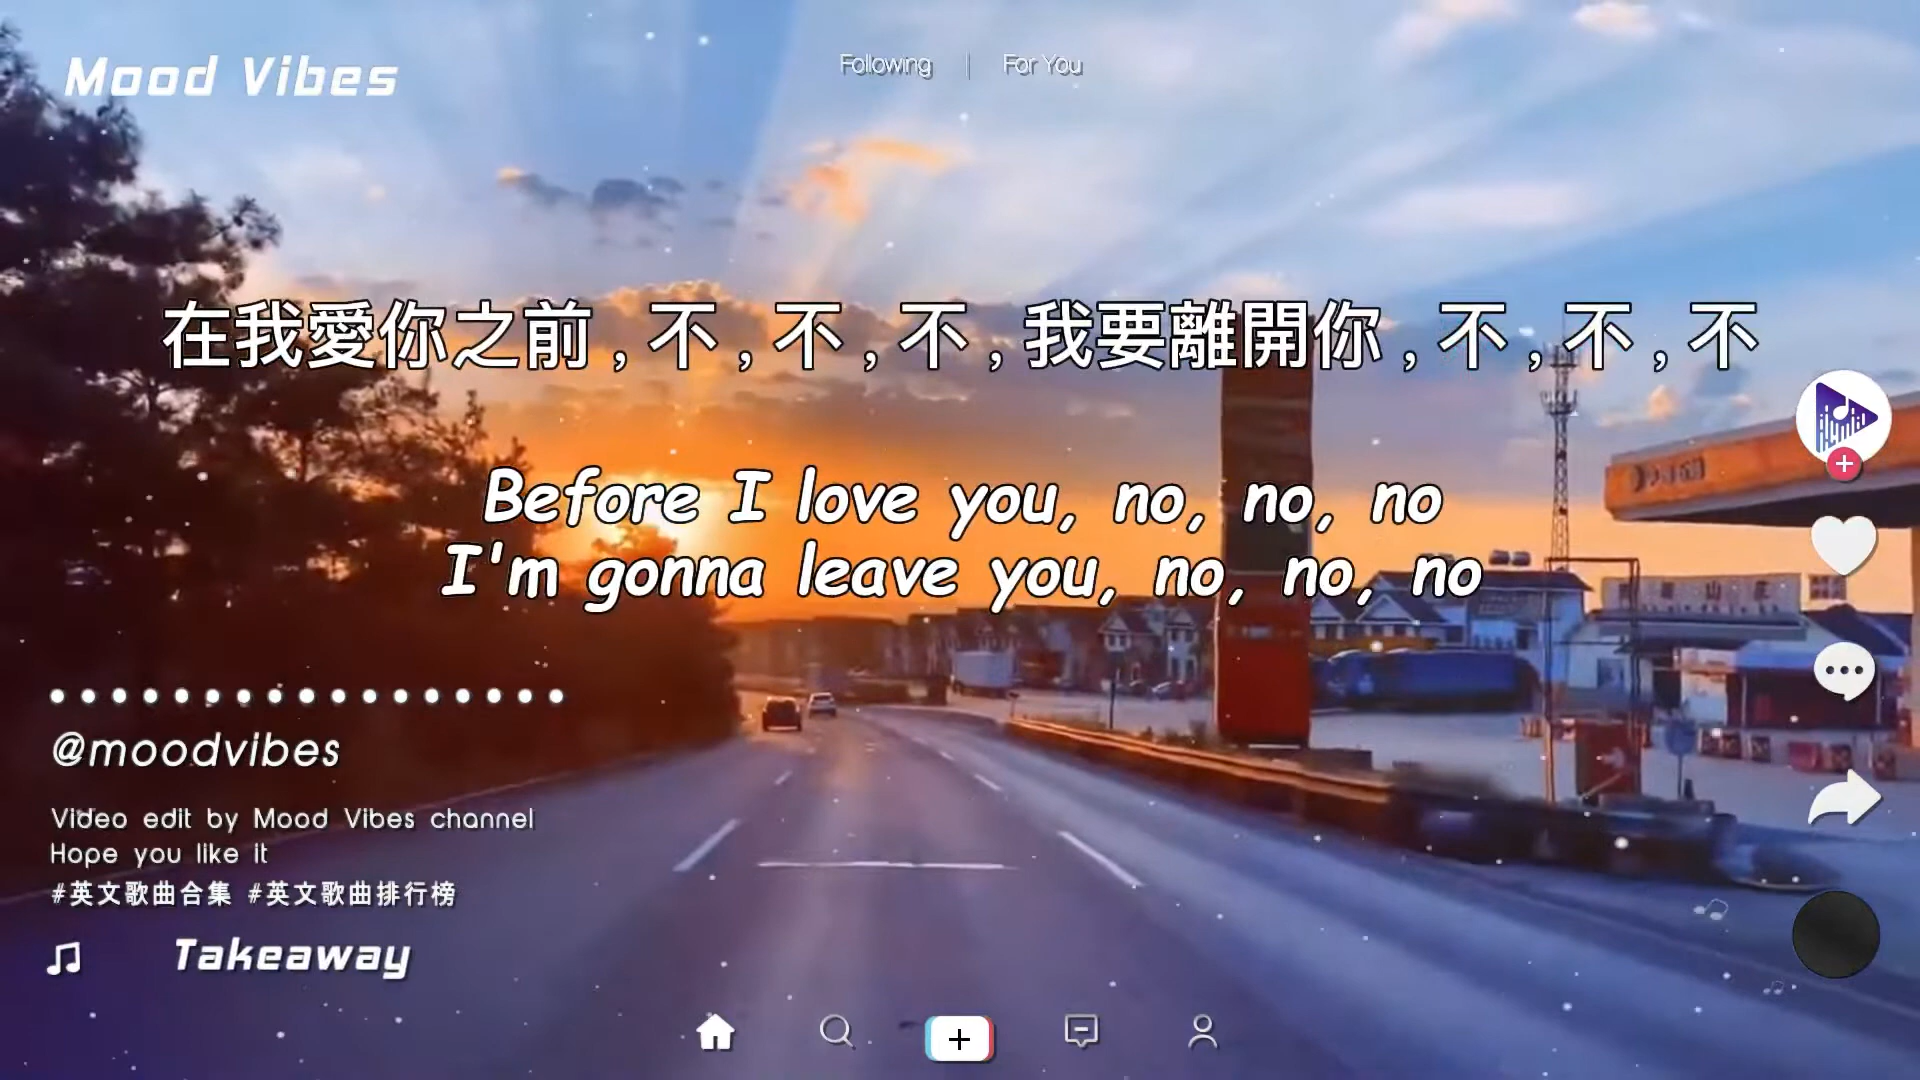 Mood Vibes
Following | For You
在我愛你之前 , 不 , 不 , 不 , 我要離開你 , 不 , 不 , 不
Before I love you, no, no, no
I'm gonna leave you, no, no, no
@moodvibes
Video edit by Mood Vibes channel
Hope you like it
#英文歌曲合集 #英文歌曲排行榜
Takeaway